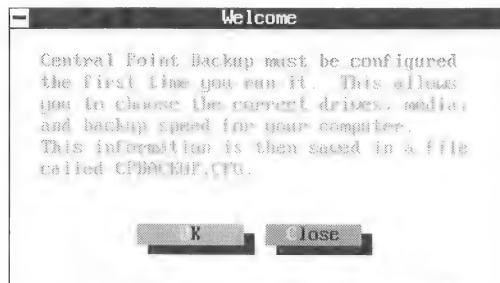 Welcome
Central Point Backup must be configured
the first time you run it.  This allows
you to choose the correct drives, media,
and backup speed for your computer.
This information is then saved in a file
called CPBACKUP.CFG.
OK Close